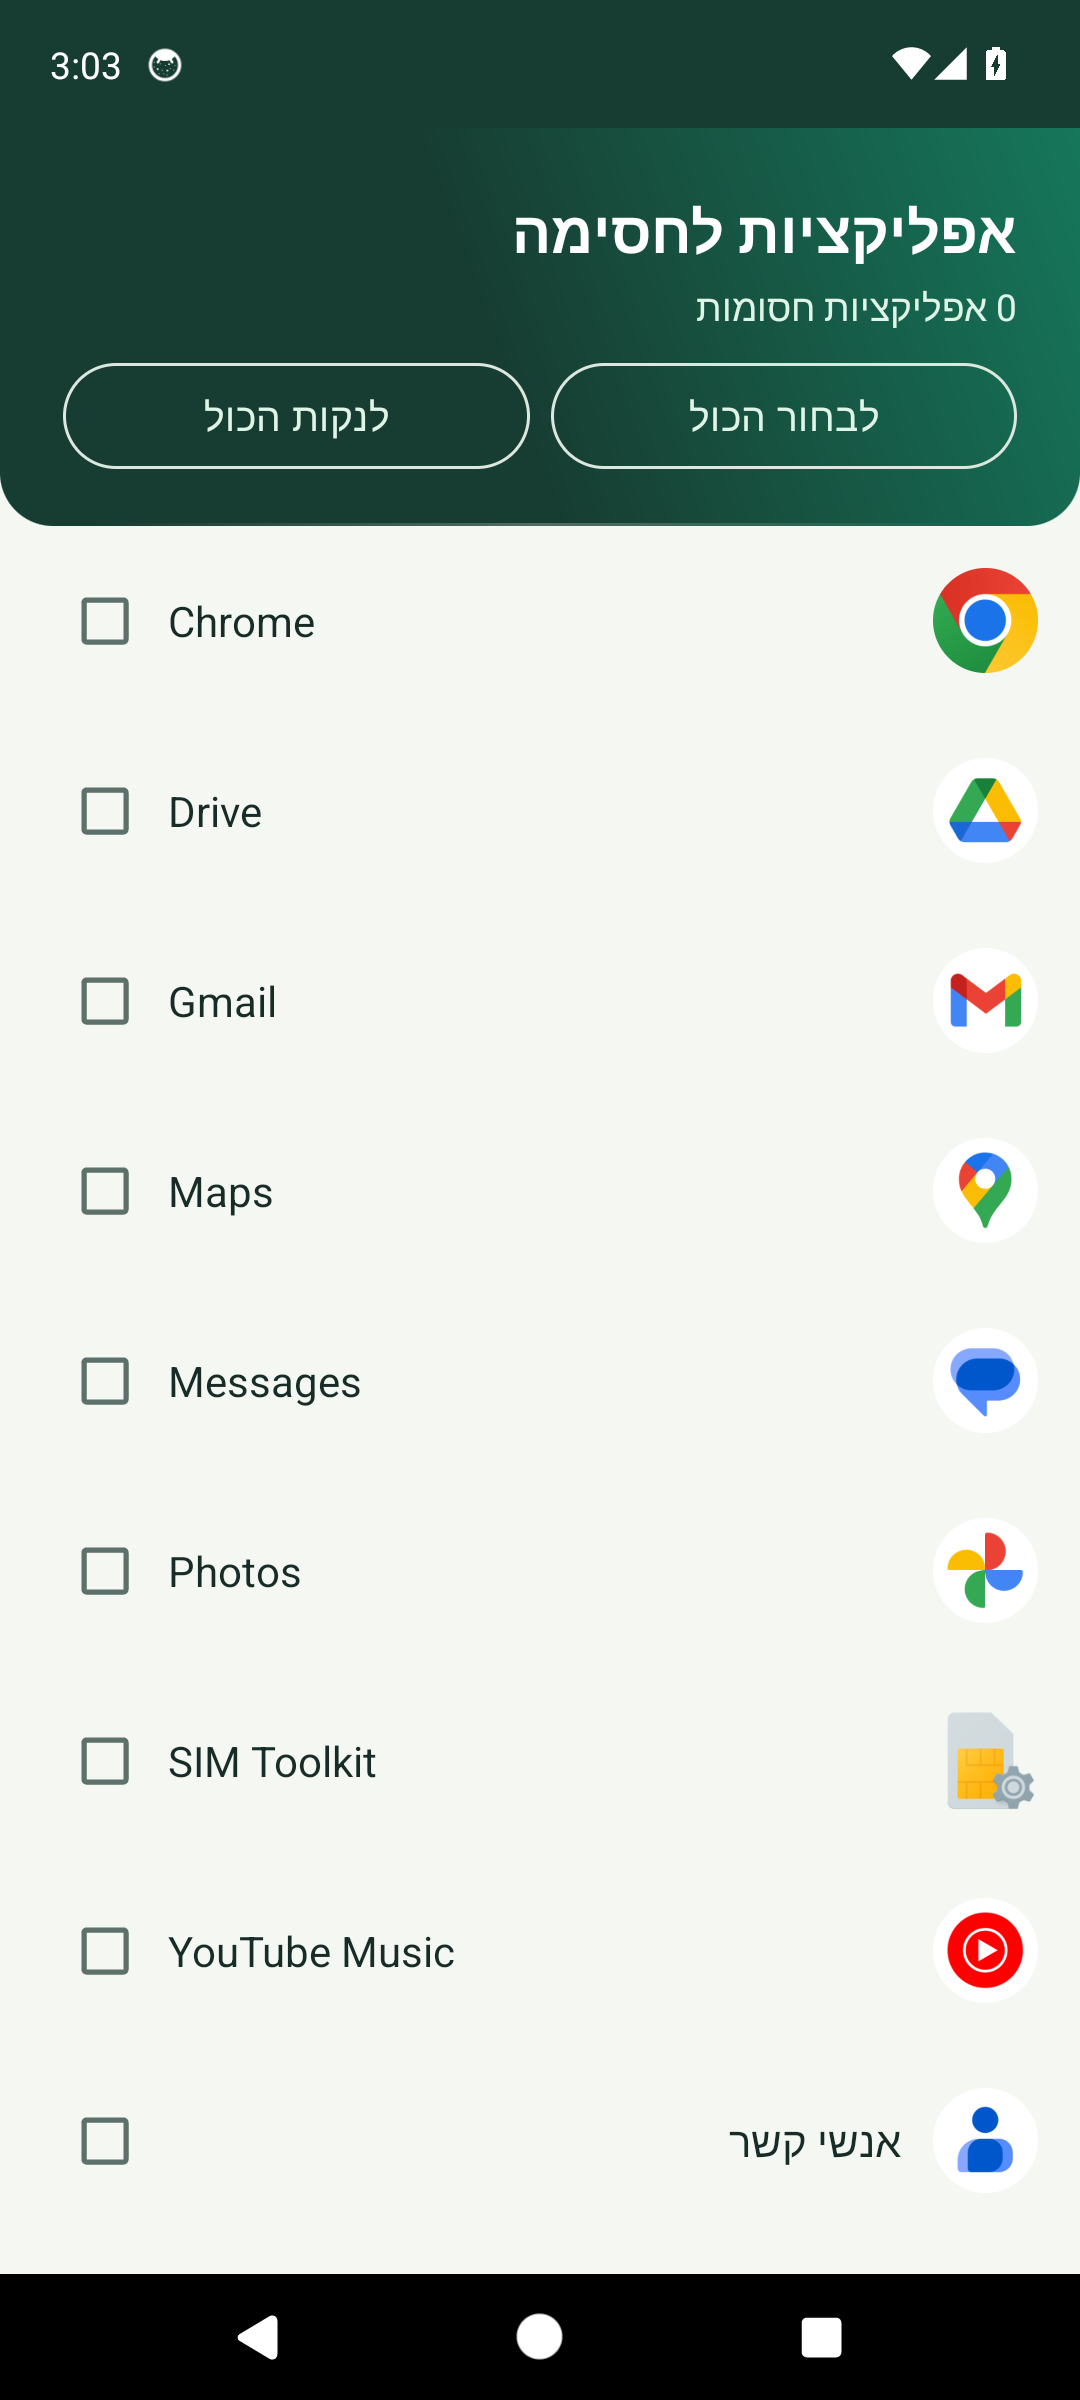 3:03
אפליקציות לחסימה
0 אפליקציות חסומות
לבחור הכול
לנקות הכול
Chrome
Drive
Gmail
Maps
Messages
Photos
SIM Toolkit
YouTube Music
אנשי קשר